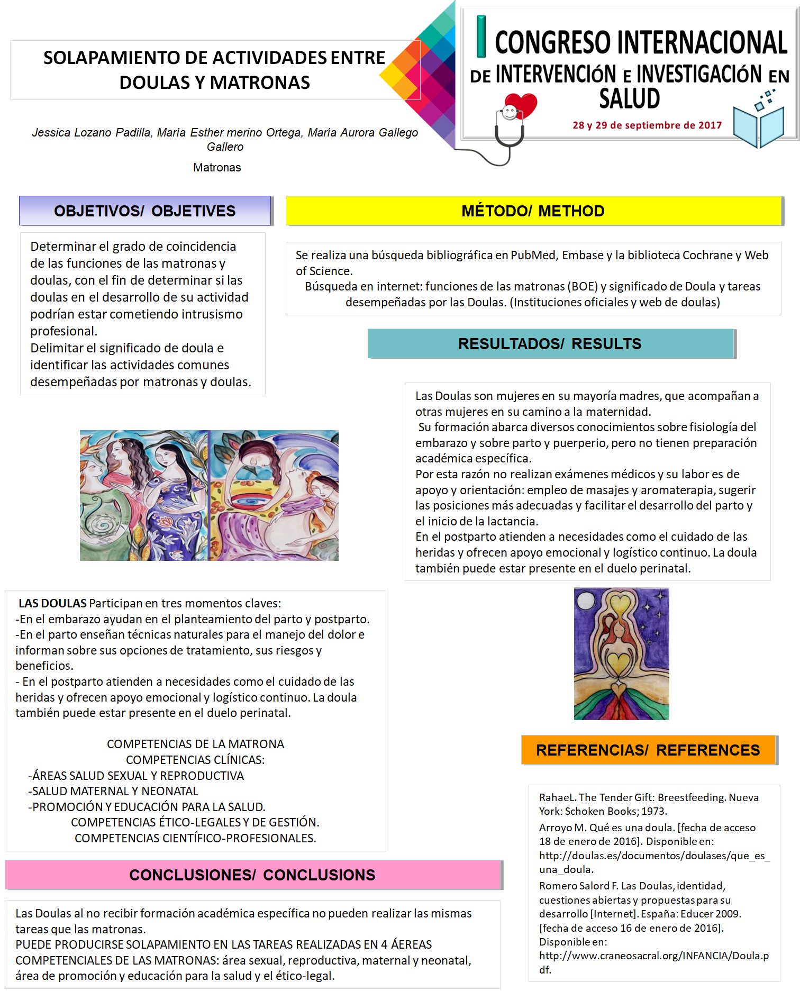 SOLAPAMIENTO DE ACTIVIDADES ENTRE
DOULAS Y MATRONAS
I CONGRESO INTERNACIONAL
DE INTERVENCIÓN E INVESTIGACIÓN EN
SALUD
28 y 29 de septiembre de 2017
Jessica Lozano Padilla, María Esther merino Ortega, María Aurora Gallego
Gallero
Matronas
OBJETIVOS/ OBJETIVES
Determinar el grado de coincidencia
de las funciones de las matronas y
doulas, con el fin de determinar si las
doulas en el desarrollo de su actividad
podrían estar cometiendo intrusismo
profesional.
Delimitar el significado de doula e
identificar las actividades comunes
desempeñadas por matronas y doulas.
MÉTODO/ METHOD
Se realiza una búsqueda bibliográfica en PubMed, Embase y la biblioteca Cochrane y Web
of Science.
Búsqueda en internet: funciones de las matronas (BOE) y significado de Doula y tareas
desempeñadas por las Doulas. (Instituciones oficiales y web de doulas)
RESULTADOS/ RESULTS
Las Doulas son mujeres en su mayoría madres, que acompañan a
otras mujeres en su camino a la maternidad.
Su formación abarca diversos conocimientos sobre fisiología del
embarazo y sobre parto y puerperio, pero no tienen preparación
académica específica.
Por esta razón no realizan exámenes médicos y su labor es de
apoyo y orientación: empleo de masajes y aromaterapia, sugerir
las posiciones más adecuadas y facilitar el desarrollo del parto y
el inicio de la lactancia.
En el postparto atienden a necesidades como el cuidado de las
heridas y ofrecen apoyo emocional y logístico continuo. La doula
también puede estar presente en el duelo perinatal.
LAS DOULAS Participan en tres momentos claves:
-En el embarazo ayudan en el planteamiento del parto y postparto.
-En el parto enseñan técnicas naturales para el manejo del dolor e
informan sobre sus opciones de tratamiento, sus riesgos y
beneficios.
- En el postparto atienden a necesidades como el cuidado de las
heridas y ofrecen apoyo emocional y logístico continuo. La doula
también puede estar presente en el duelo perinatal.
COMPETENCIAS DE LA MATRONA
COMPETENCIAS CLÍNICAS:
-ÁREAS SALUD SEXUAL Y REPRODUCTIVA
-SALUD MATERNAL Y NEONATAL
-PROMOCIÓN Y EDUCACIÓN PARA LA SALUD.
COMPETENCIAS ÉTICO-LEGALES Y DE GESTIÓN.
COMPETENCIAS CIENTÍFICO-PROFESIONALES.
CONCLUSIONES/ CONCLUSIONS
Las Doulas al no recibir formación académica específica no pueden realizar las mismas
tareas que las matronas.
PUEDE PRODUCIRSE SOLAPAMIENTO EN LAS TAREAS REALIZADAS EN 4 ÁEREAS
COMPETENCIALES DE LAS MATRONAS: área sexual, reproductiva, maternal y neonatal,
área de promoción y educación para la salud y el ético-legal.
REFERENCIAS/ REFERENCES
RahaeL. The Tender Gift: Breestfeeding. Nueva
York: Schoken Books; 1973.
Arroyo M. Qué es una doula. [fecha de acceso
18 de enero de 2016]. Disponible en:
http://doulas.es/documentos/doulases/que_es_
una_doula.
Romero Salord F. Las Doulas, identidad,
cuestiones abiertas y propuestas para su
desarrollo [Internet]. España: Educer 2009.
[fecha de acceso 16 de enero de 2016].
Disponible en:
http://www.craneosacral.org/INFANCIA/Doula.p
df.